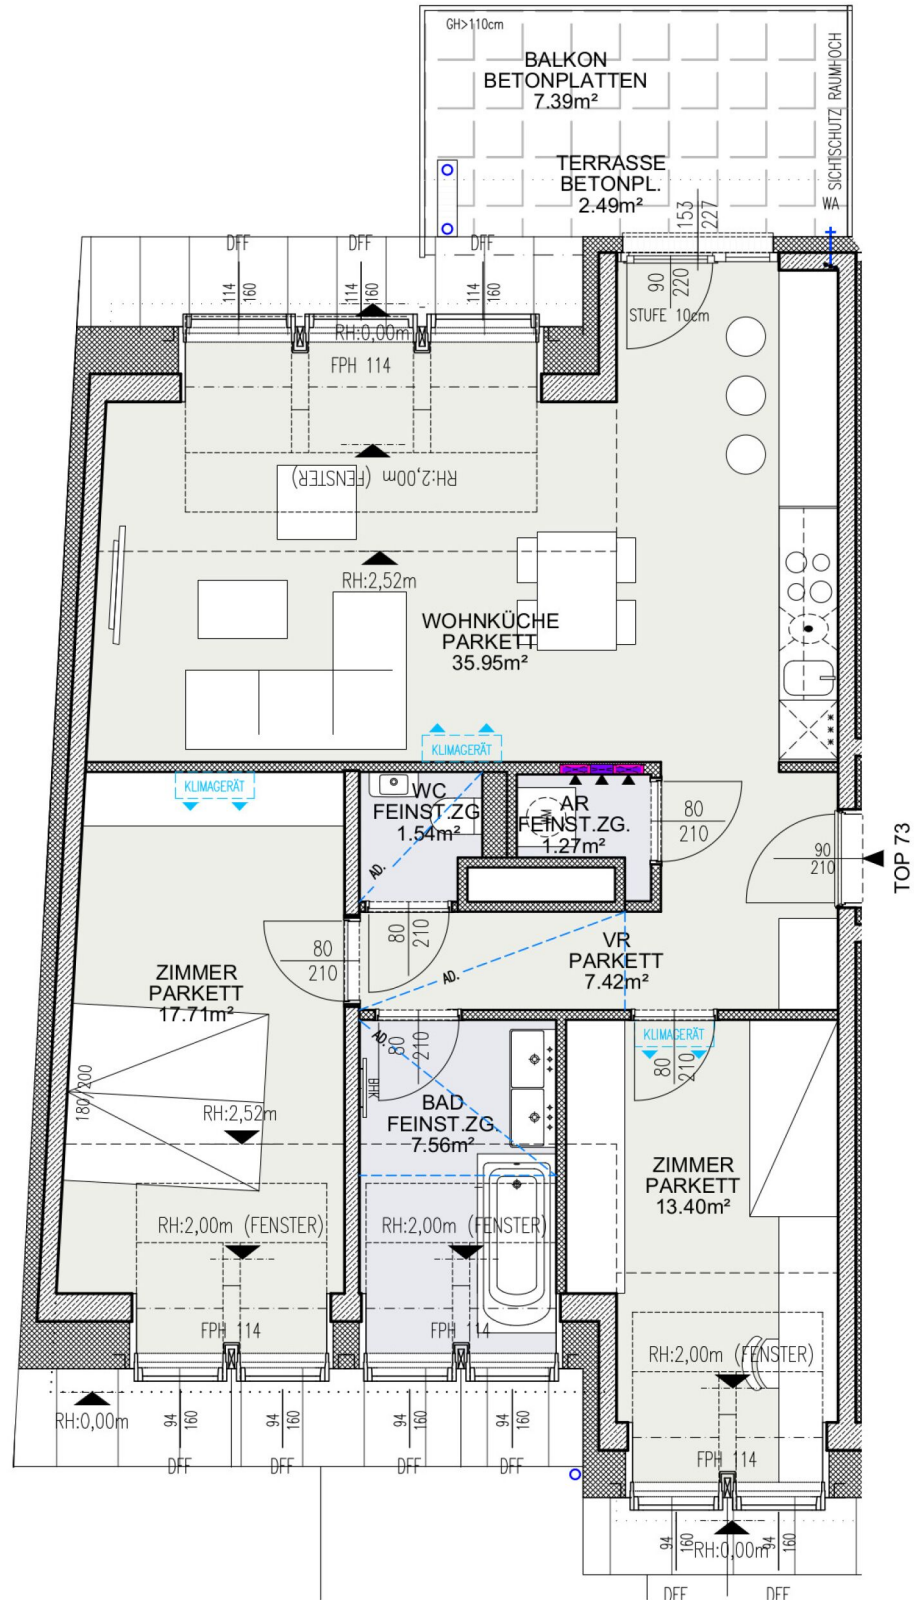 GH>110cm
BALKON
BETONPLATTEN
7.39m²
SICHTSCHUTZ RAUMHOCH
WA
TERRASSE
BETONPL.
2.49m²
153
227
DFF
DFF
DFF
114
160
114
160
114
160
90
220
STUFE 10cm
RH:0,00m
FPH 114
RH:2,00m (FENSTER)
RH:2,52m
WOHNKÜCHE
PARKETT
35.95m²
KLIMAGERÄT
KLIMAGERÄT
WC
FEINST.ZG.
1.54m²
AD.
WM
AR
FEINST.ZG.
1.27m²
80
210
90
210
TOP 73
80
210
80
210
VR
PARKETT
7.42m²
AD.
ZIMMER
PARKETT
17.71m²
180/200
RH:2,52m
AD.
80
210
BHK
BAD
FEINST.ZG.
7.56m²
KLIMAGERÄT
80
210
ZIMMER
PARKETT
13.40m²
RH:2,00m (FENSTER)
RH:2,00m (FENSTER)
FPH 114
FPH 114
RH:2,00m (FENSTER)
RH:0,00m
94
160
94
160
94
160
94
160
DFF
DFF
DFF
DFF
FPH 114
94
160
RH:0,00m
94
160
DFF
DFF